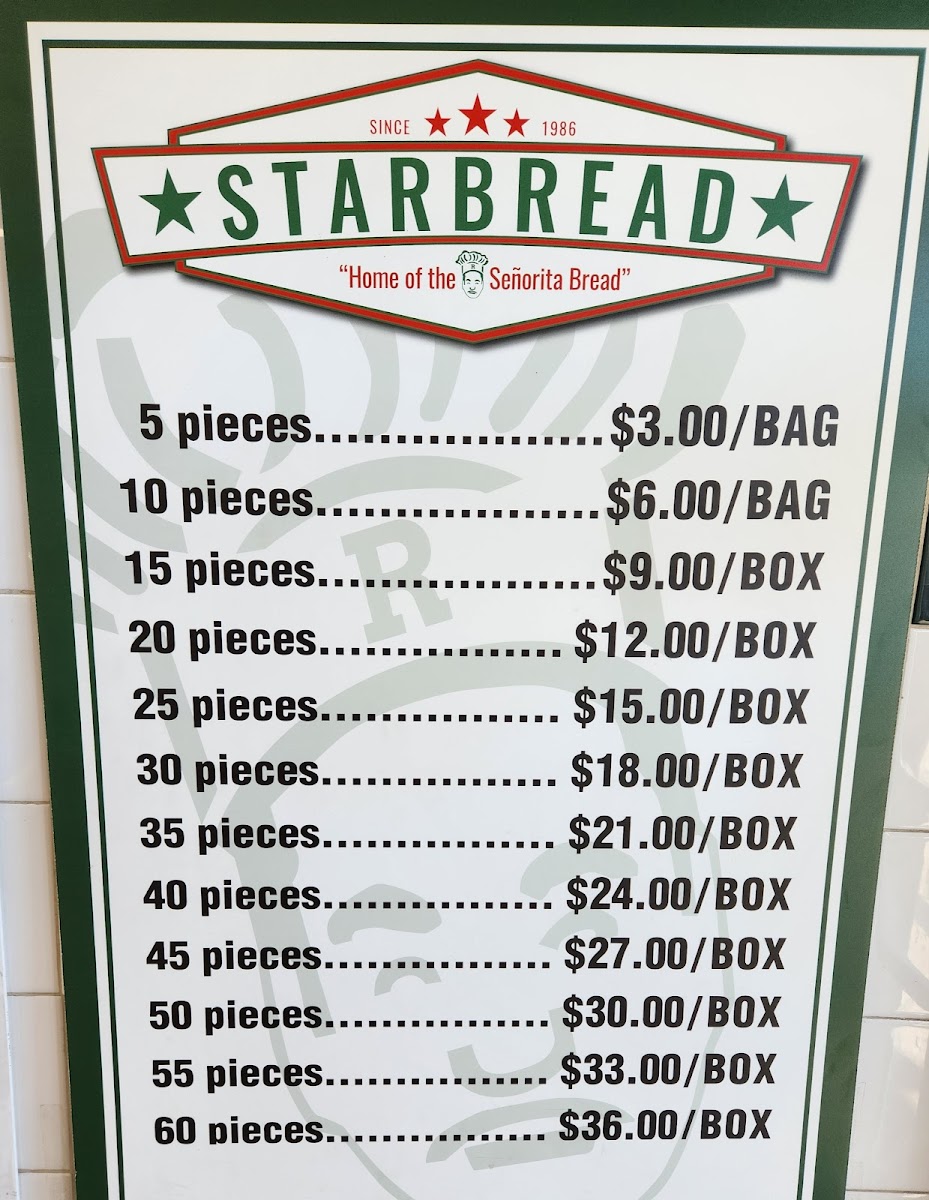 SINCE 1986
STARBREAD
“Home of the Señorita Bread”
R
5 pieces..................$3.00/BAG
10 pieces..................$6.00/BAG
15 pieces..................$9.00/BOX
20 pieces................ $12.00/BOX
25 pieces................ $15.00/BOX
30 pieces................ $18.00/BOX
35 pieces................ $21.00/BOX
40 pieces................ $24.00/BOX
45 pieces................ $27.00/BOX
50 pieces................ $30.00/BOX
55 pieces................ $33.00/BOX
60 pieces................ $36.00/BOX